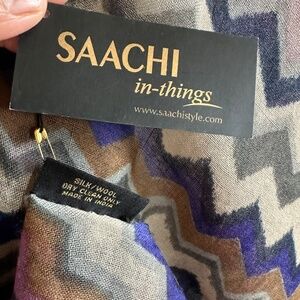 SAACHI
in-things
www.saachistyle.com
SILK/WOOL
DRY CLEAN ONLY
MADE IN INDIA